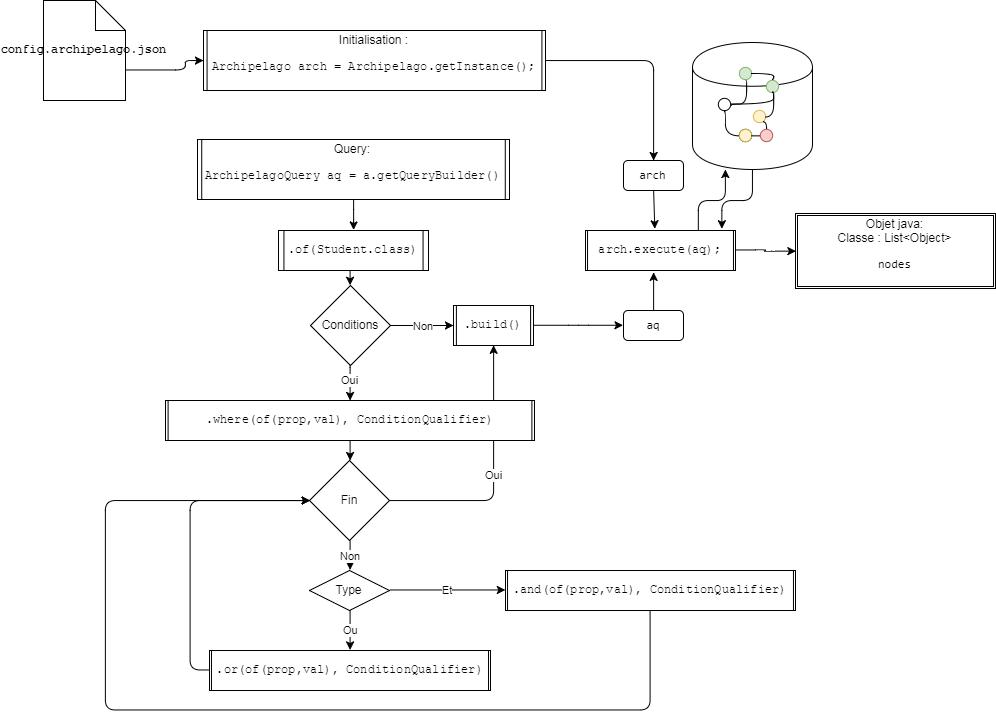 config.archipelago.json
Initialisation :
Archipelago arch = Archipelago.getInstance();
Query:
ArchipelagoQuery aq = a.getQueryBuilder()
arch
.of(Student.class)
arch.execute(aq);
Objet java:
Classe : List<Object>
nodes
Conditions
Non
.build()
aq
Oui
.where(of(prop,val), ConditionQualifier)
Oui
Fin
Non
Type
Et
.and(of(prop,val), ConditionQualifier)
Ou
.or(of(prop,val), ConditionQualifier)